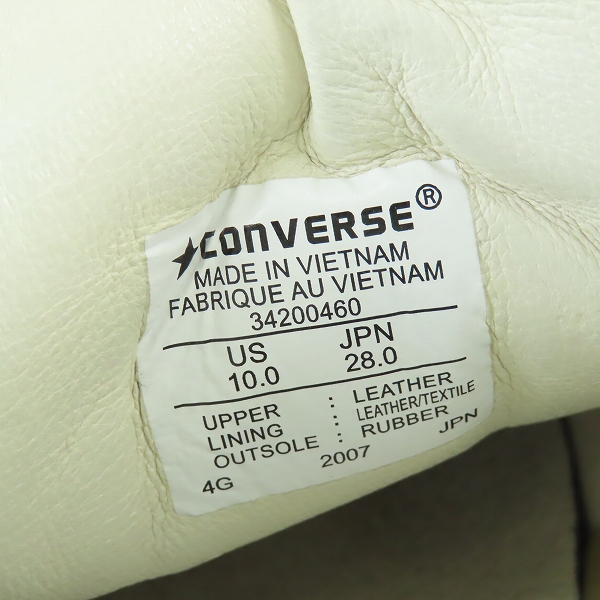 CONVERSE®
MADE IN VIETNAM
FABRIQUE AU VIETNAM
34200460
US JPN
10.0 28.0
UPPER : LEATHER
LINING : LEATHER/TEXTILE
OUTSOLE : RUBBER
4G 2007 JPN